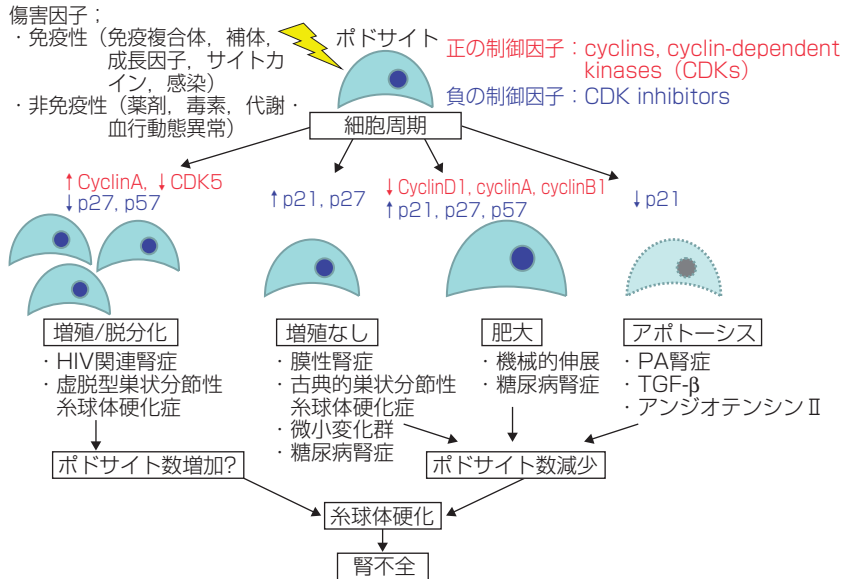 傷害因子；
・免疫性（免疫複合体，補体，
成長因子，サイトカ
イン，感染）
・非免疫性（薬剤，毒素，代謝・
血行動態異常）
ポドサイト
正の制御因子：cyclins, cyclin-dependent
kinases（CDKs）
負の制御因子：CDK inhibitors
細胞周期
↑CyclinA, ↓CDK5
↓p27, p57
↑p21, p27
↓CyclinD1, cyclinA, cyclinB1
↑p21, p27, p57
↓p21
増殖/脱分化
・HIV関連腎症
・虚脱型巣状分節性
糸球体硬化症
増殖なし
・膜性腎症
・古典的巣状分節性
糸球体硬化症
・微小変化群
・糖尿病腎症
肥大
・機械的伸展
・糖尿病腎症
アポトーシス
・PA腎症
・TGF-β
・アンジオテンシンⅡ
ポドサイト数増加?
ポドサイト数減少
糸球体硬化
腎不全